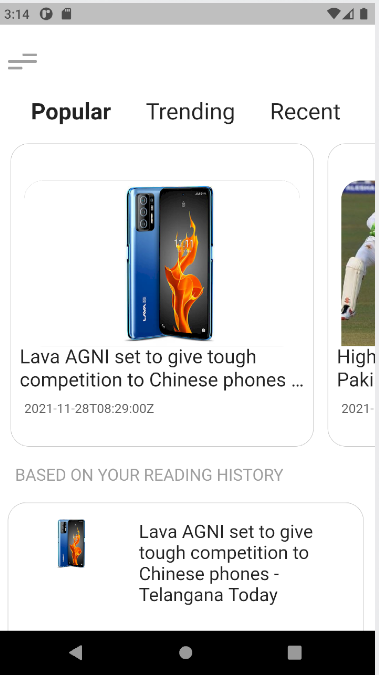 3:14
Popular Trending Recent
Lava AGNI set to give tough
competition to Chinese phones …
2021-11-28T08:29:00Z
High
Paki
2021-
BASED ON YOUR READING HISTORY
Lava AGNI set to give
tough competition to
Chinese phones -
Telangana Today